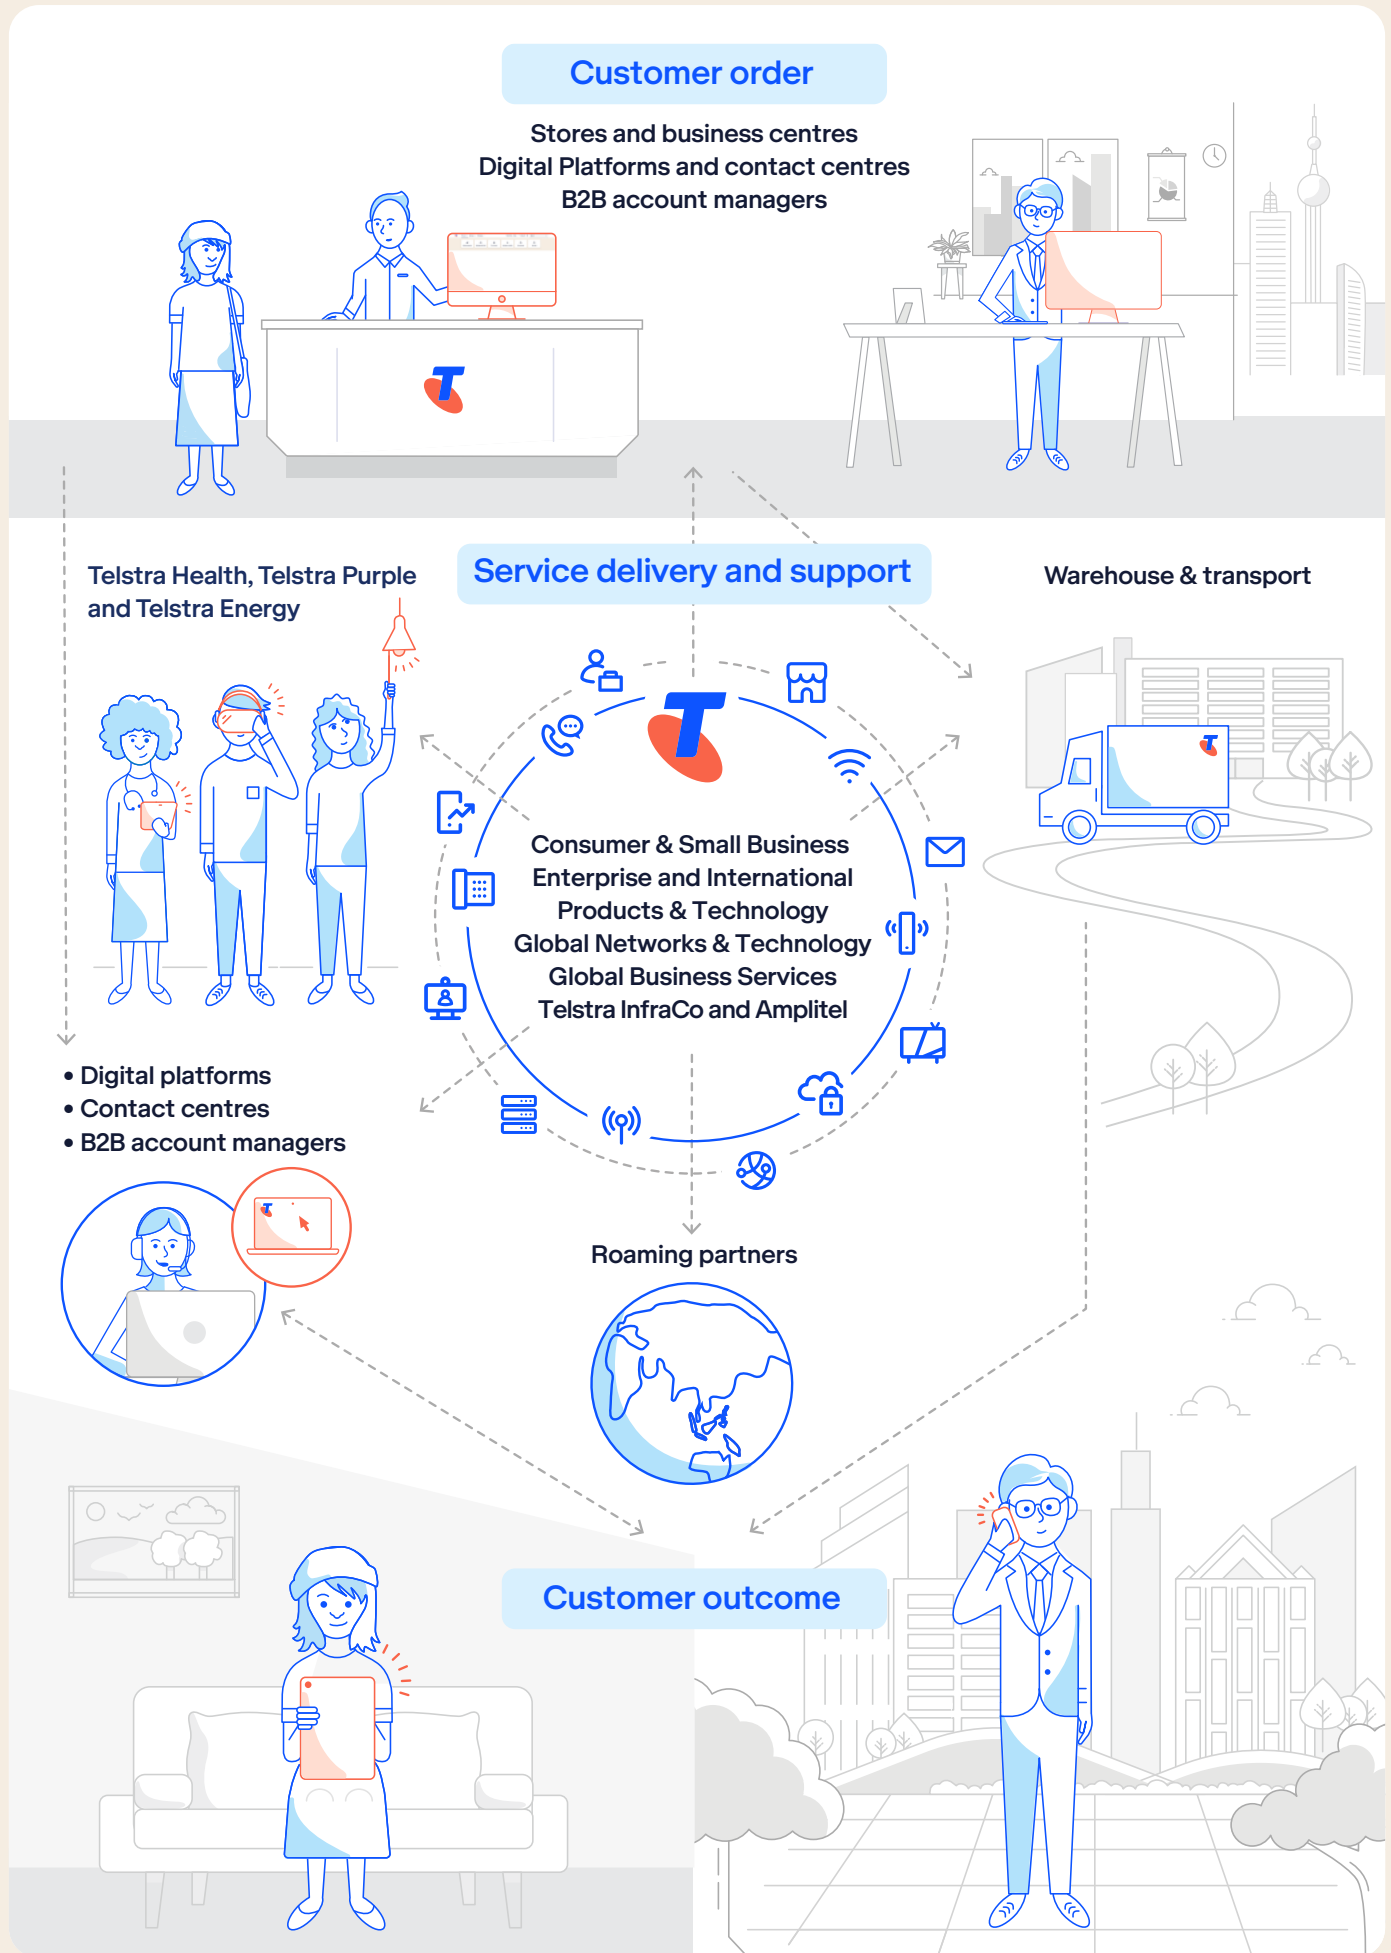 Customer order
Stores and business centres
Digital Platforms and contact centres
B2B account managers
T
Service delivery and support
Telstra Health, Telstra Purple
and Telstra Energy
Warehouse & transport
T
T
Consumer & Small Business
Enterprise and International
Products & Technology
Global Networks & Technology
Global Business Services
Telstra InfraCo and Amplitel
• Digital platforms
• Contact centres
• B2B account managers
T
Roaming partners
Customer outcome